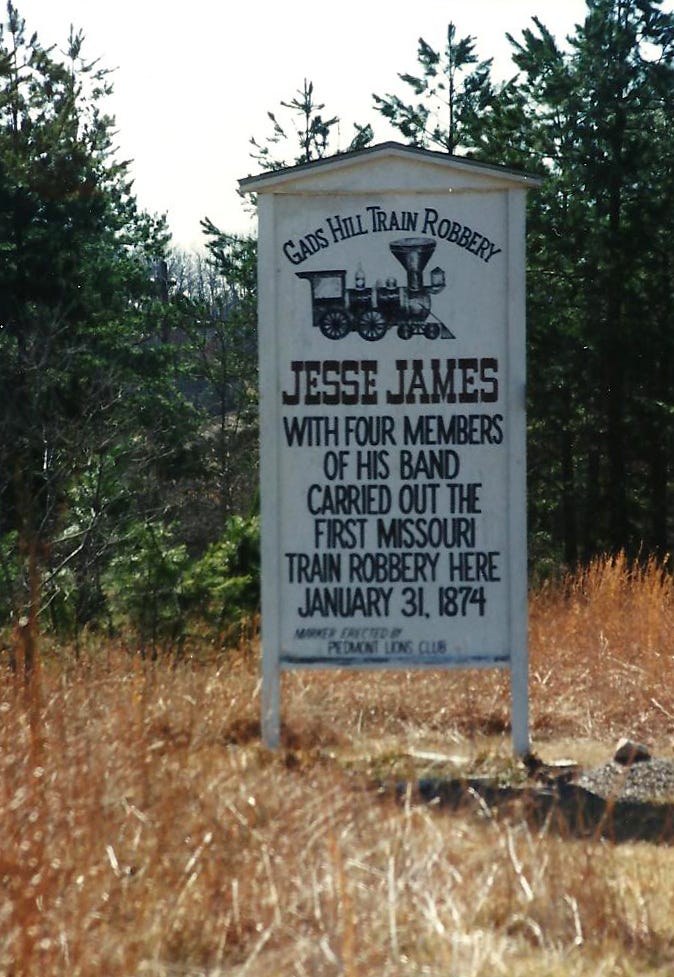 GADS HILL TRAIN ROBBERY
JESSE JAMES
WITH FOUR MEMBERS
OF HIS BAND
CARRIED OUT THE
FIRST MISSOURI
TRAIN ROBBERY HERE
JANUARY 31, 1874
MARKER ERECTED BY
PIEDMONT LIONS CLUB